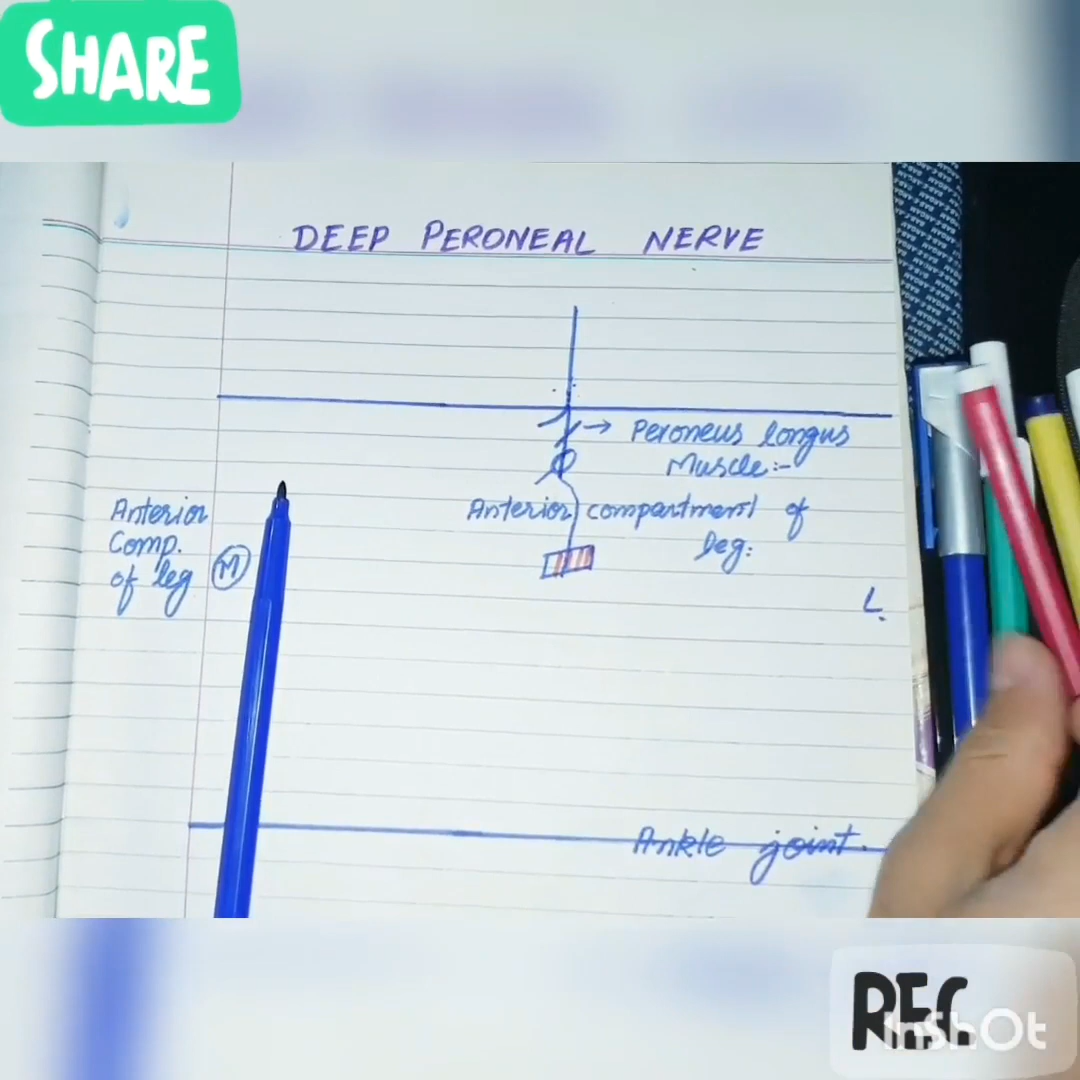 SHARE
DEEP PERONEAL NERVE
→ Peroneus longus
Muscle:-
Anterior compartment of
leg:
Anterior
Comp.
of leg
M
L.
Ankle joint.
REC
InShOt